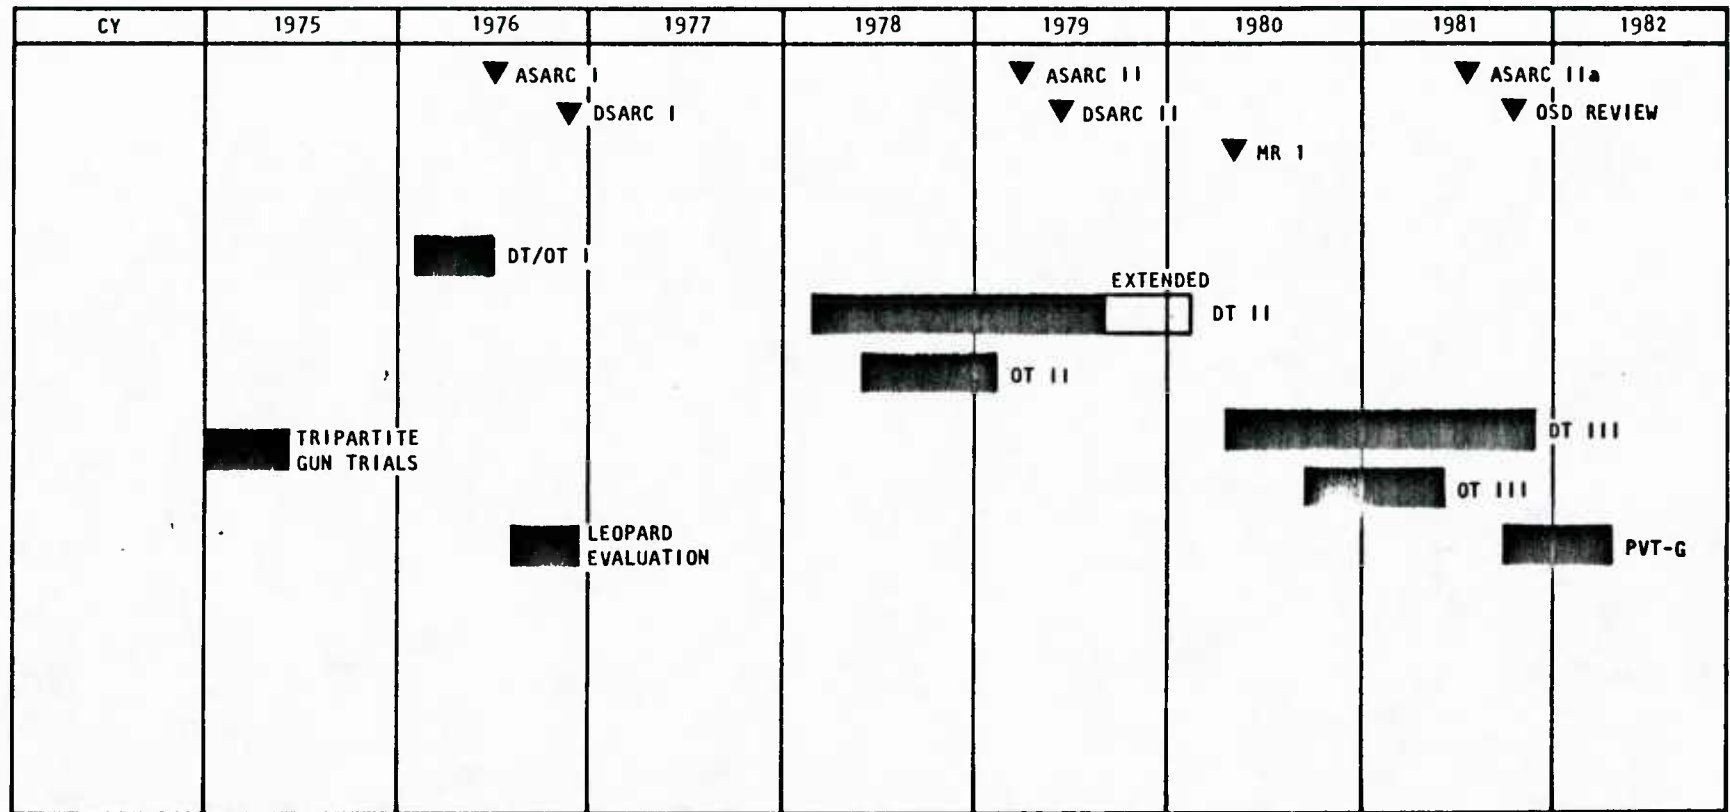 CY 1975 1976 1977 1978 1979 1980 1981 1982
ASARC I ASARC II ASARC IIa
DSARC I DSARC II OSD REVIEW
MR 1
DT/OT I
EXTENDED
DT II
OT II
TRIPARTITE
GUN TRIALS
DT III
OT III
LEOPARD
EVALUATION
PVT-G